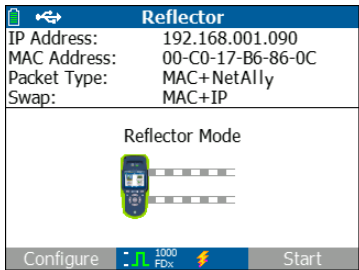 Reflector
IP Address: 192.168.001.090
MAC Address: 00-C0-17-B6-86-0C
Packet Type: MAC+NetAlly
Swap: MAC+IP
Reflector Mode
Configure 1000 FDx Start